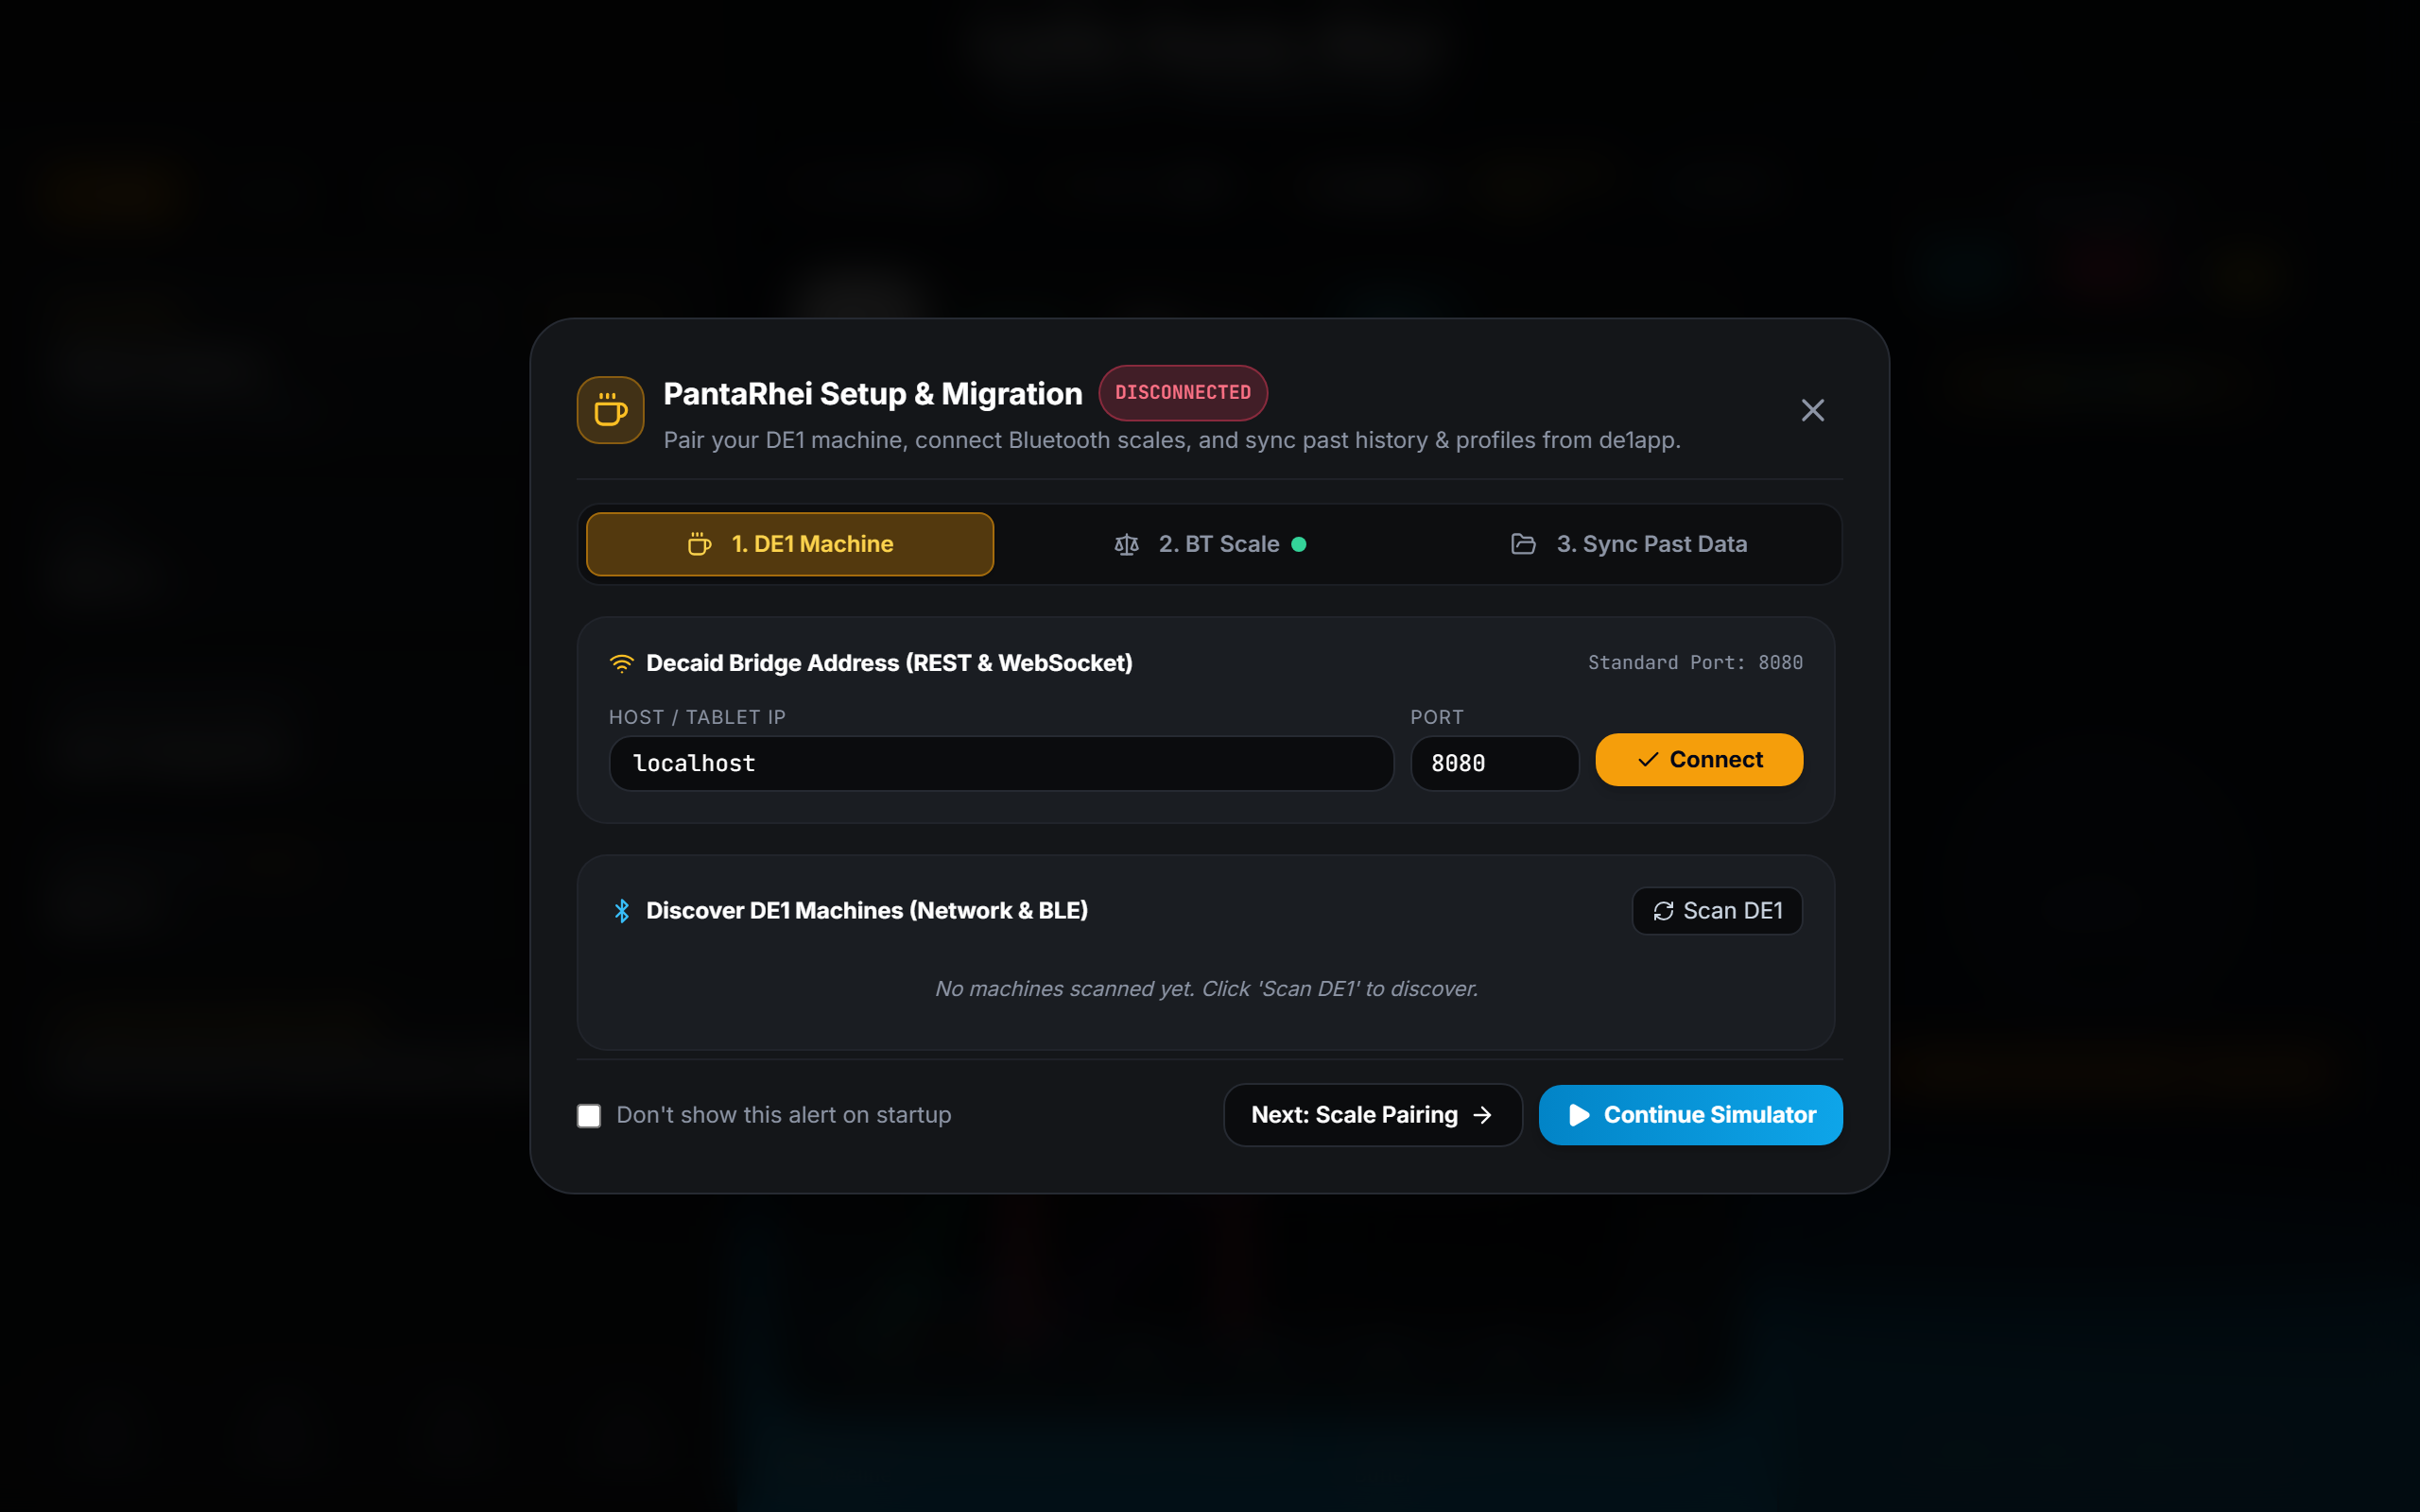 PantaRhei Setup & Migration DISCONNECTED
Pair your DE1 machine, connect Bluetooth scales, and sync past history & profiles from de1app.
1. DE1 Machine
2. BT Scale
3. Sync Past Data
Decaid Bridge Address (REST & WebSocket)
Standard Port: 8080
HOST / TABLET IP
PORT
localhost
8080
Connect
Discover DE1 Machines (Network & BLE)
Scan DE1
No machines scanned yet. Click 'Scan DE1' to discover.
Don't show this alert on startup
Next: Scale Pairing →
Continue Simulator